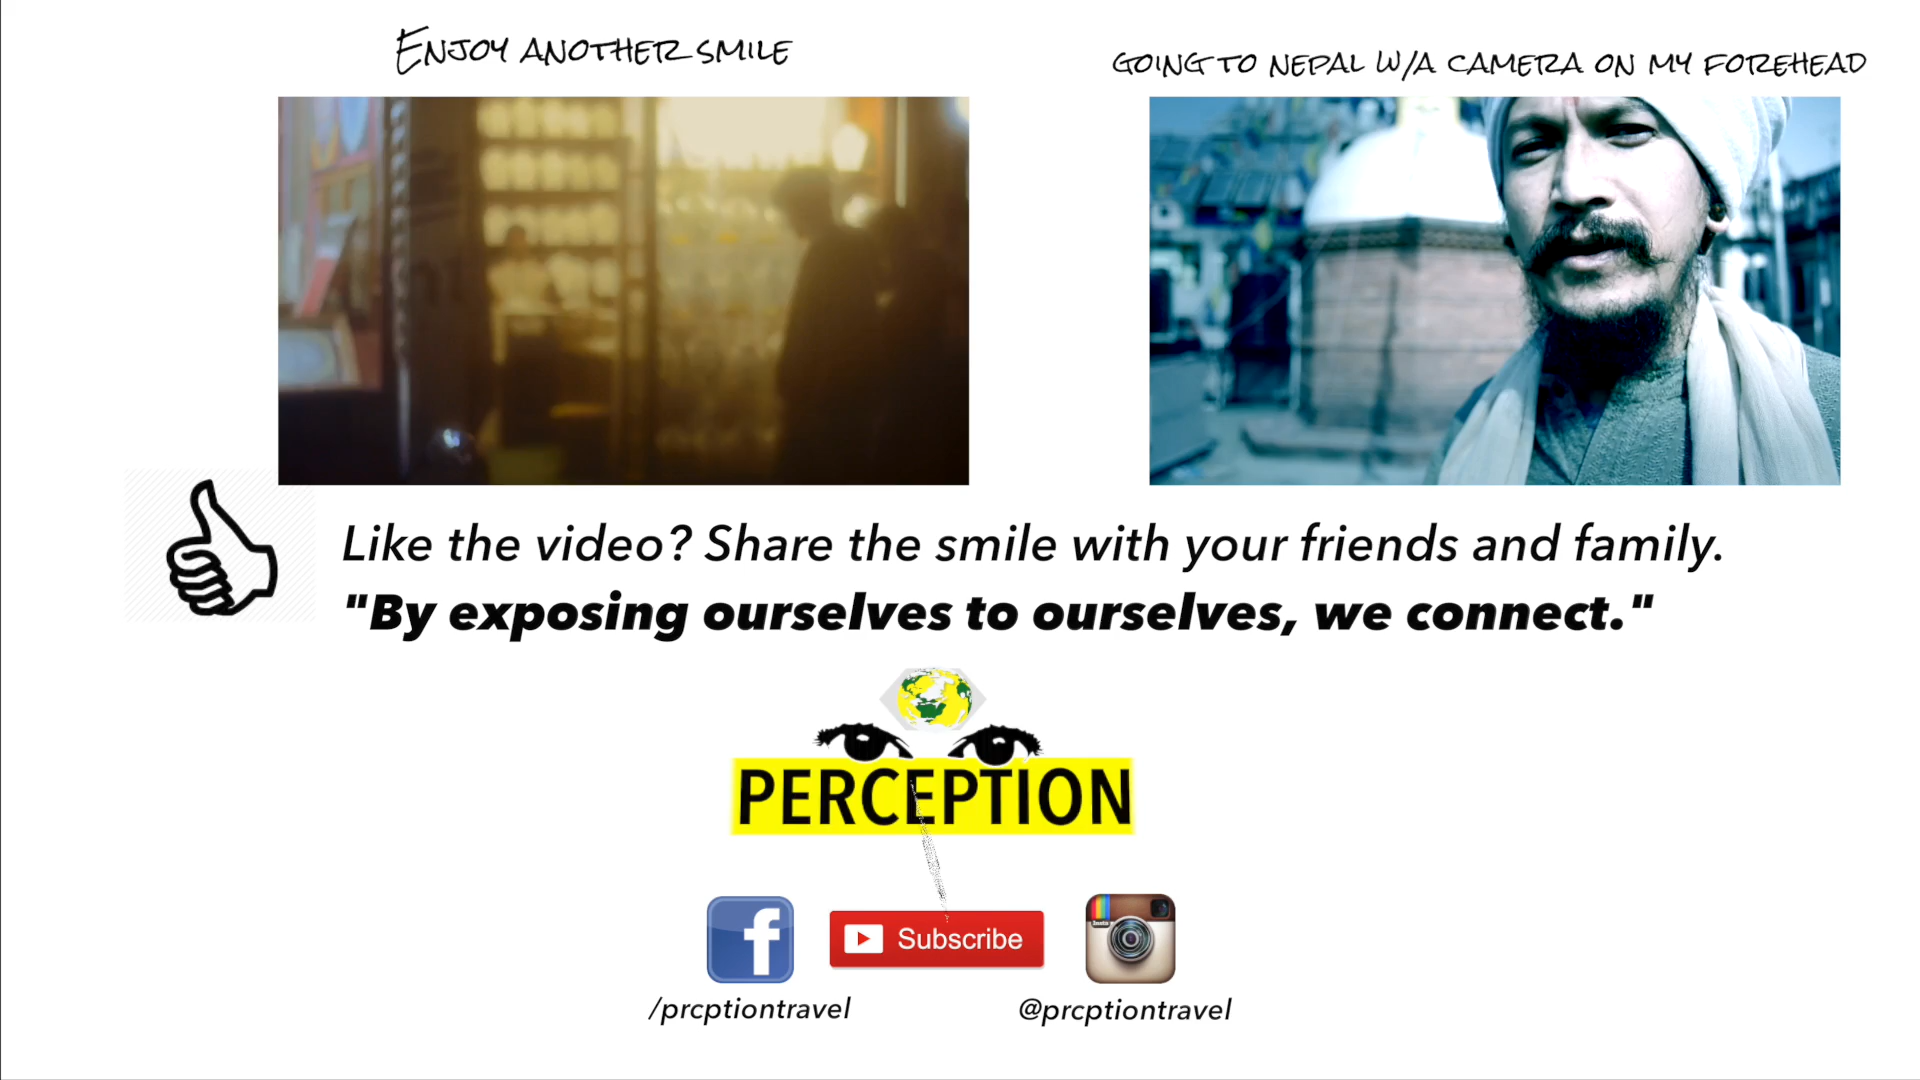 Enjoy another smile
going to nepal w/a camera on my forehead
Like the video? Share the smile with your friends and family.
"By exposing ourselves to ourselves, we connect."
PERCEPTION
Subscribe
/prcptiontravel
@prcptiontravel